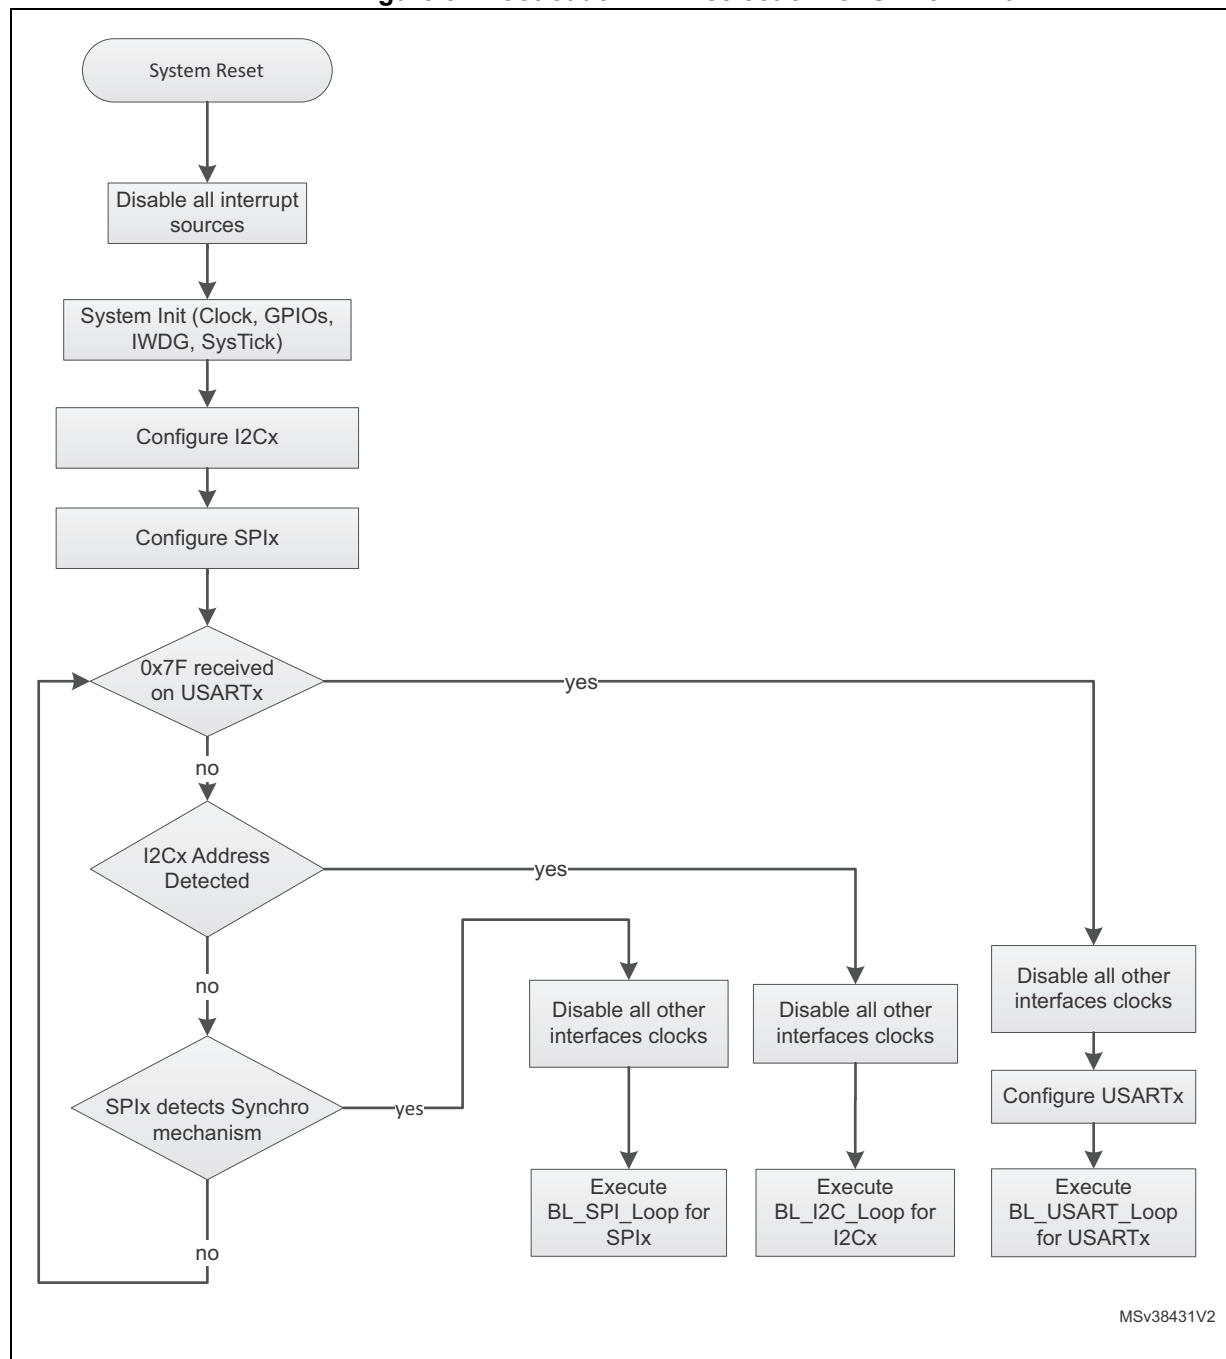 System Reset
Disable all interrupt
sources
System Init (Clock, GPIOs,
IWDG, SysTick)
Configure I2Cx
Configure SPIx
0x7F received
on USARTx
yes
no
I2Cx Address
Detected
yes
no
SPIx detects Synchro
mechanism
yes
no
Disable all other
interfaces clocks
Execute
BL_SPI_Loop for
SPIx
Disable all other
interfaces clocks
Execute
BL_I2C_Loop for
I2Cx
Disable all other
interfaces clocks
Configure USARTx
Execute
BL_USART_Loop
for USARTx
MSv38431V2